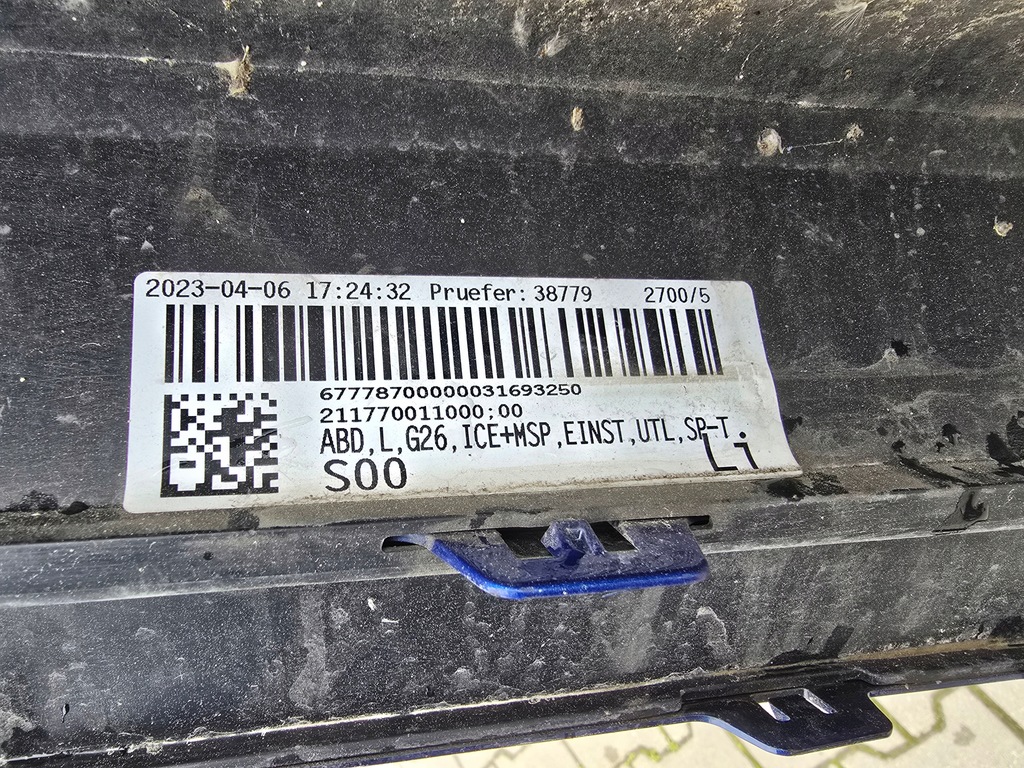 2023-04-06 17:24:32 Pruefer:38779 2700/5
67778700000031693250
211770011000;00
ABD,L,G26,ICE+MSP,EINST,UTL,SP-T.
S00 Li